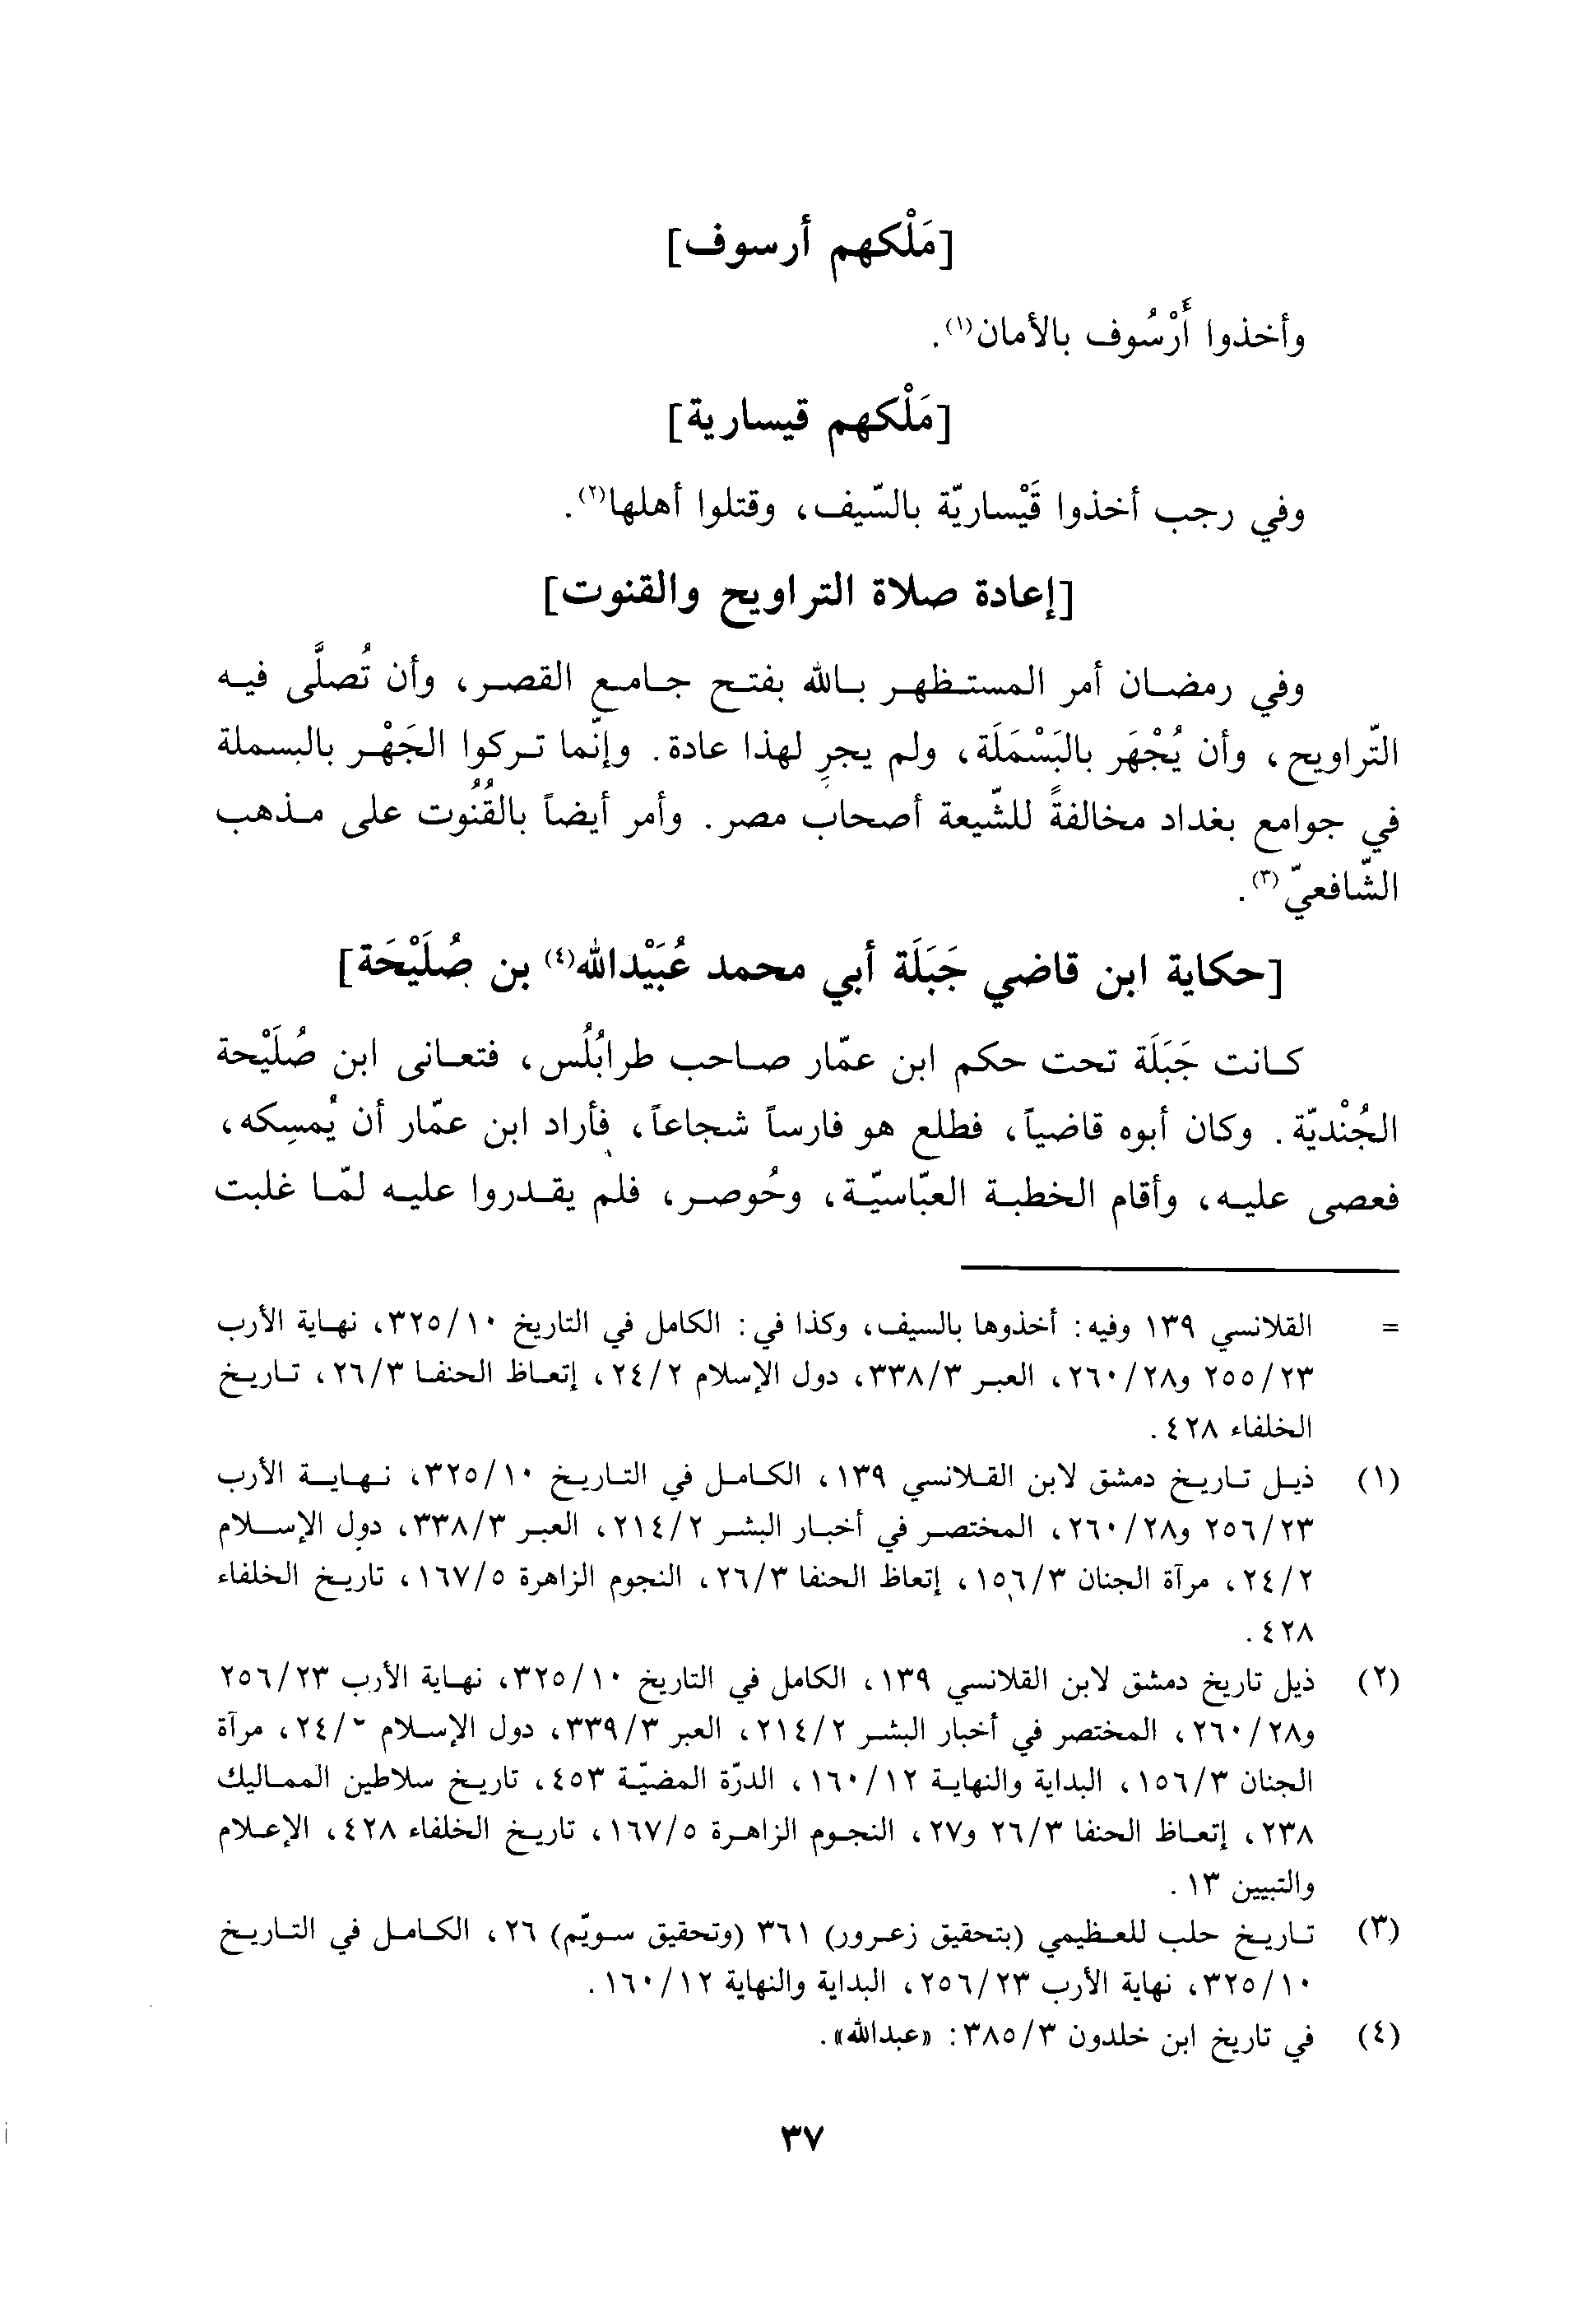 [مَلْكهم أرسوف]
وأخذوا أَرْسُوف بالأمان(١).
[مَلْكهم قيسارية]
وفي رجب أخذوا قَيْساريّة بالسّيف، وقتلوا أهلها(٢).
[إعادة صلاة التراويح والقنوت]
وفي رمضان أمر المستظهر بالله بفتح جامع القصر، وأن تُصلَّى فيه
التّراويح، وأن يُجْهَر بالبَسْمَلَة، ولم يجرِ لهذا عادة. وإنّما تركوا الجَهْر بالبسملة
في جوامع بغداد مخالفةً للشّيعة أصحاب مصر. وأمر أيضاً بالقُنُوت على مذهب
الشّافعيّ(٣).
[حكاية ابن قاضي جَبَلَة أبي محمد عُبَيْدالله(٤) بن صُلَيْحَة]
كانت جَبَلَة تحت حكم ابن عمّار صاحب طرابُلُس، فتعانى ابن صُلَيْحة
الجُنْديّة. وكان أبوه قاضياً، فطلع هو فارساً شجاعاً، فأراد ابن عمّار أن يُمسِكه،
فعصى عليه، وأقام الخطبة العبّاسيّة، وحُوصر، فلم يقدروا عليه لمّا غلبت
= القلانسي ١٣٩ وفيه: أخذوها بالسيف، وكذا في: الكامل في التاريخ ٣٢٥/١٠، نهاية الأرب
٢٥٥/٢٣ و٢٦٠/٢٨، العبر ٣٣٨/٣، دول الإسلام ٢٤/٢، إتعاظ الحنفا ٢٦/٣، تاريخ
الخلفاء ٤٢٨.
(١) ذيل تاريخ دمشق لابن القلانسي ١٣٩، الكامل في التاريخ ٣٢٥/١٠، نهاية الأرب
٢٥٦/٢٣ و٢٦٠/٢٨، المختصر في أخبار البشر ٢١٤/٢، العبر ٣٣٨/٣، دول الإسلام
٢٤/٢، مرآة الجنان ١٥٦/٣، إتعاظ الحنفا ٢٦/٣، النجوم الزاهرة ١٦٧/٥، تاريخ الخلفاء
٤٢٨.
(٢) ذيل تاريخ دمشق لابن القلانسي ١٣٩، الكامل في التاريخ ٣٢٥/١٠، نهاية الأرب ٢٥٦/٢٣
و٢٦٠/٢٨، المختصر في أخبار البشر ٢١٤/٢، العبر ٣٣٩/٣، دول الإسلام ٢٤/٢، مرآة
الجنان ١٥٦/٣، البداية والنهاية ١٦٠/١٢، الدرّة المضيّة ٤٥٣، تاريخ سلاطين المماليك
٢٣٨، إتعاظ الحنفا ٢٦/٣ و٢٧، النجوم الزاهرة ١٦٧/٥، تاريخ الخلفاء ٤٢٨، الإعلام
والتبيين ١٣.
(٣) تاريخ حلب للعظيمي (بتحقيق زعرور) ٣٦١ (وتحقيق سويّم) ٢٦، الكامل في التاريخ
٣٢٥/١٠، نهاية الأرب ٢٥٦/٢٣، البداية والنهاية ١٦٠/١٢.
(٤) في تاريخ ابن خلدون ٣٨٥/٣: «عبدالله».
٣٧